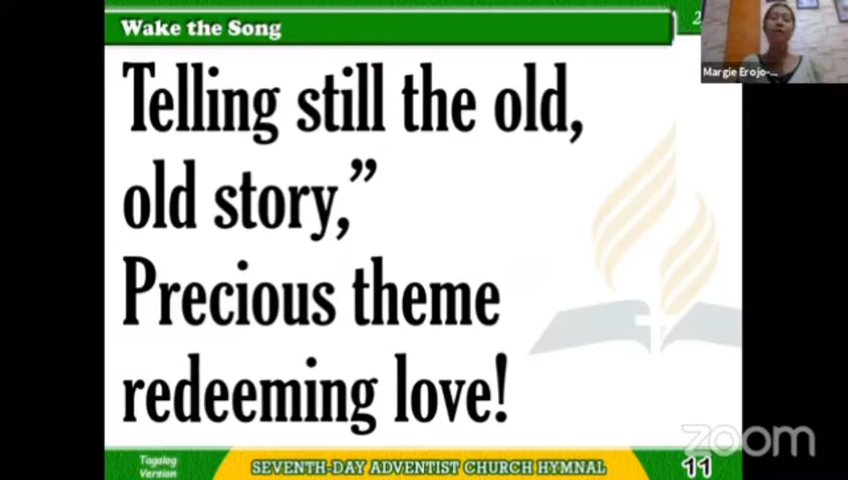 Wake the Song
2
Margie Erojo-...
Telling still the old,
old story,”
Precious theme
redeeming love!
zoom
Tagalog
Version
SEVENTH-DAY ADVENTIST CHURCH HYMNAL
11